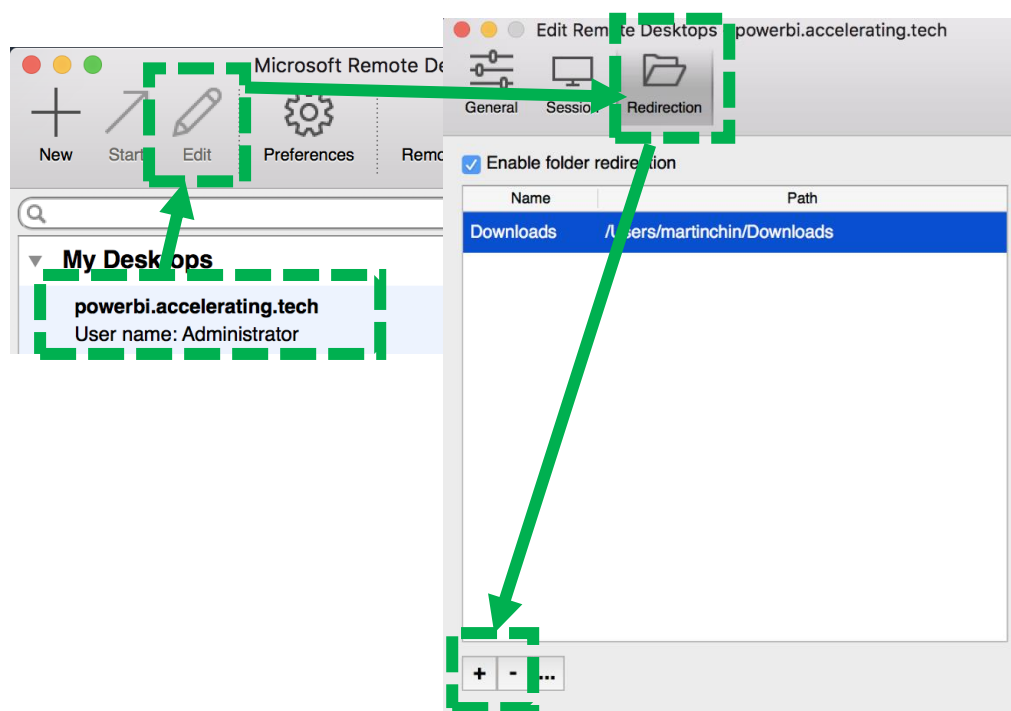 Microsoft Remote De
New
Start
Edit
Preferences
Remo
My Desktops
powerbi.accelerating.tech
User name: Administrator
Edit Remote Desktops powerbi.accelerating.tech
General
Session
Redirection
Enable folder redirection
Name
Path
Downloads
/Users/martinchin/Downloads
+
-
...